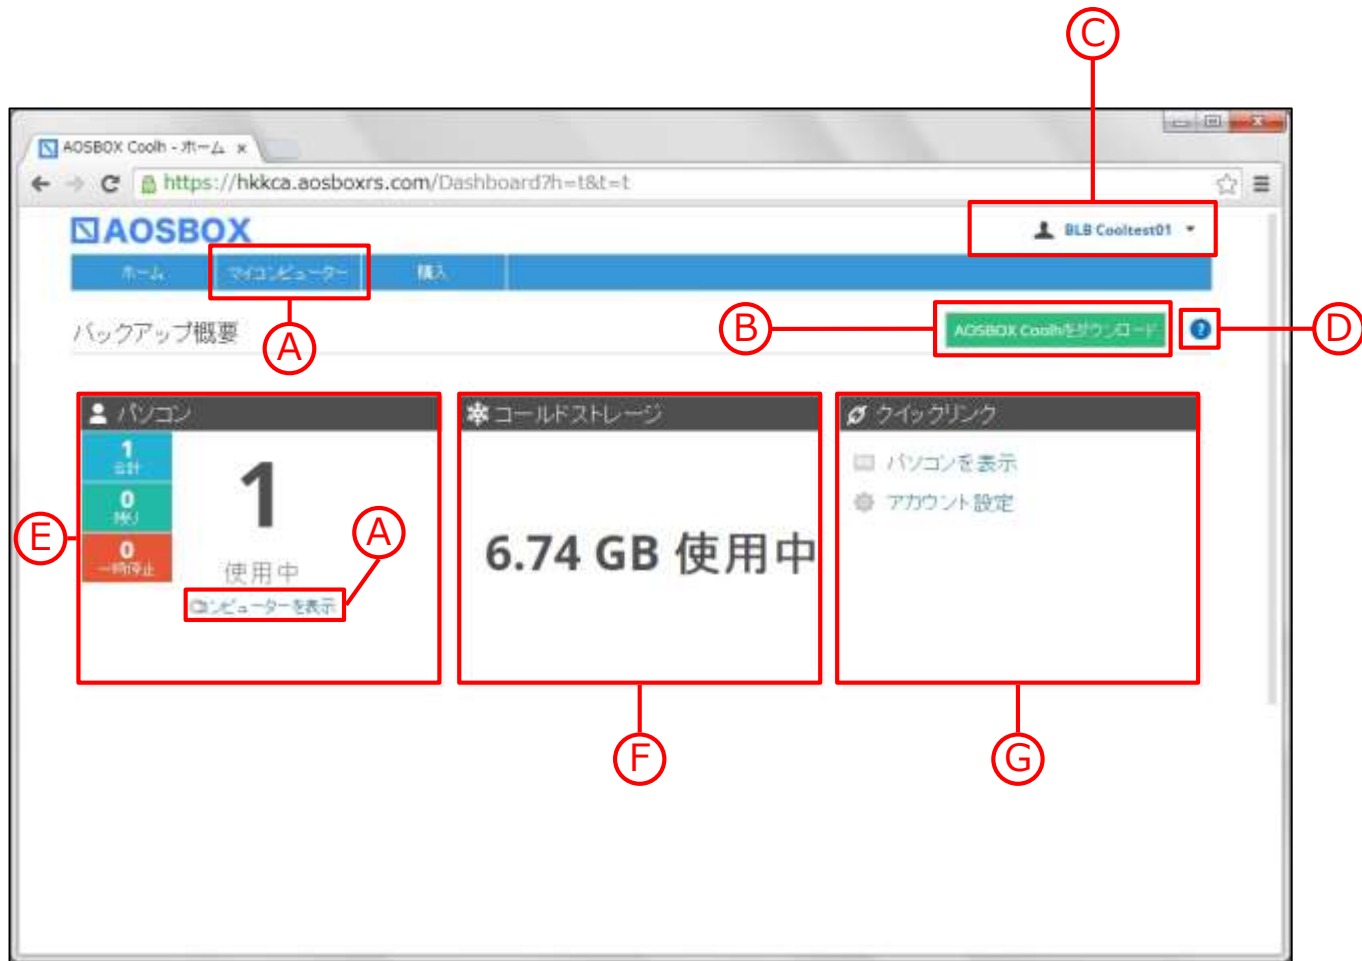 C
AOSBOX Coolh - ホーム ×
https://hkkca.aosboxrs.com/Dashboard?h=t&t=t
AOSBOX
BLB Cooltest01
ホーム マイコンピューター 購入
バックアップ概要
A
B
AOSBOX Coolhをダウンロード
?
D
パソコン
1
合計
0
残り
0
一時停止
1
使用中
コンピューターを表示
E
A
コールドストレージ
6.74 GB 使用中
クイックリンク
パソコンを表示
アカウント設定
F
G